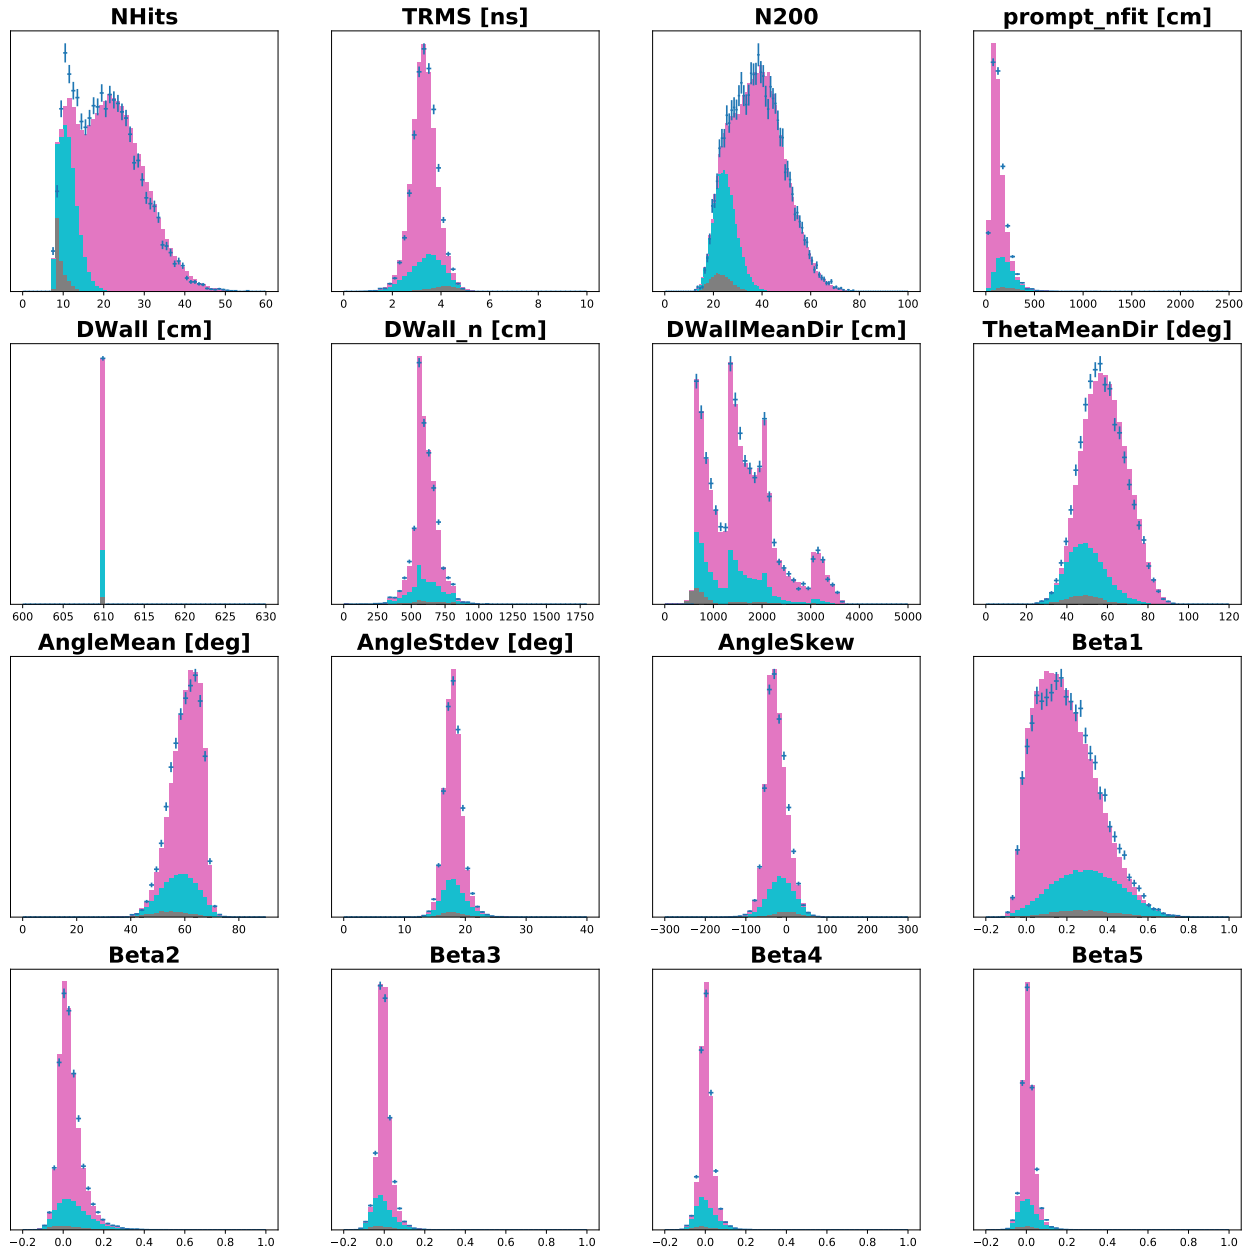 NHits TRMS [ns] N200 prompt_nfit [cm]
0 10 20 30 40 50 60 0 2 4 6 8 10 0 20 40 60 80 100 0 500 1000 1500 2000 2500
DWall [cm] DWall_n [cm] DWallMeanDir [cm] ThetaMeanDir [deg]
600 605 610 615 620 625 630 0 250 500 750 1000 1250 1500 1750 0 1000 2000 3000 4000 5000 0 20 40 60 80 100 120
AngleMean [deg] AngleStdev [deg] AngleSkew Beta1
0 20 40 60 80 0 10 20 30 40 −300 −200 −100 0 100 200 300 −0.2 0.0 0.2 0.4 0.6 0.8 1.0
Beta2 Beta3 Beta4 Beta5
−0.2 0.0 0.2 0.4 0.6 0.8 1.0 −0.2 0.0 0.2 0.4 0.6 0.8 1.0 −0.2 0.0 0.2 0.4 0.6 0.8 1.0 −0.2 0.0 0.2 0.4 0.6 0.8 1.0